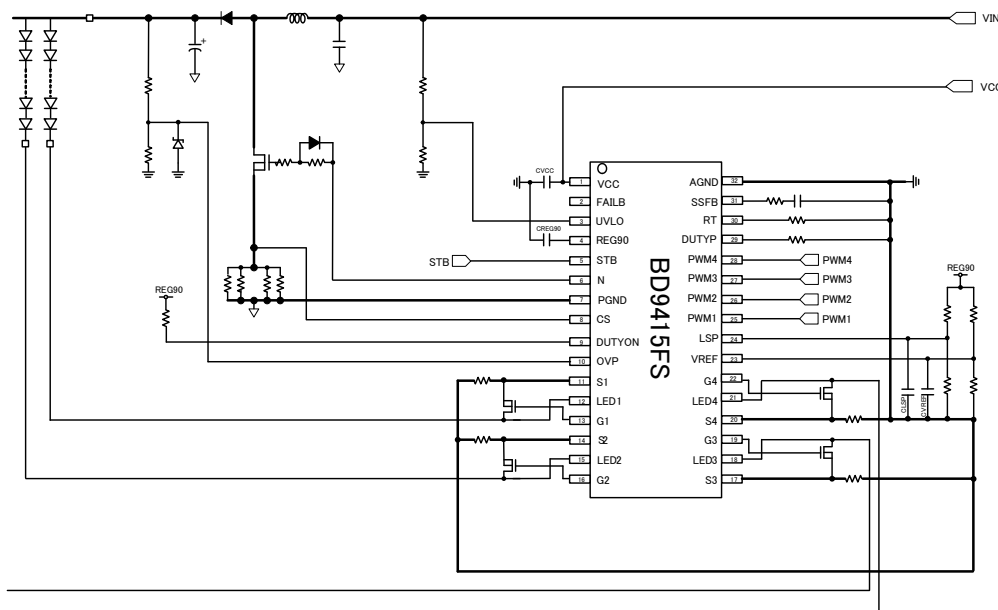 VIN
VCC
CVCC
CREG90
STB
REG90
1 VCC
2 FAILB
3 UVLO
4 REG90
5 STB
6 N
7 PGND
8 CS
9 DUTYON
10 OVP
11 S1
12 LED1
13 G1
14 S2
15 LED2
16 G2
BD9415FS
AGND 32
SSFB 31
RT 30
DUTYP 29
PWM4 28 PWM4
PWM3 27 PWM3
PWM2 26 PWM2
PWM1 25 PWM1
LSP 24
VREF 23
G4 22
LED4 21
S4 20
G3 19
LED3 18
S3 17
REG90
CLSP
CVREF
+